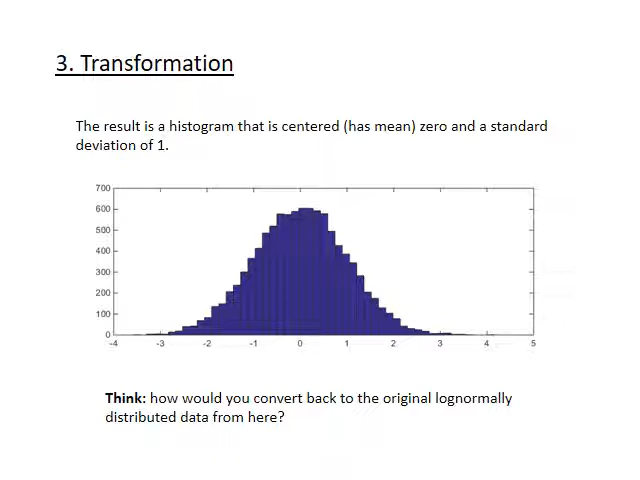 3. Transformation
The result is a histogram that is centered (has mean) zero and a standard
deviation of 1.
700
600
500
400
300
200
100
0
-4 -3 -2 -1 0 1 2 3 4 5
Think: how would you convert back to the original lognormally
distributed data from here?